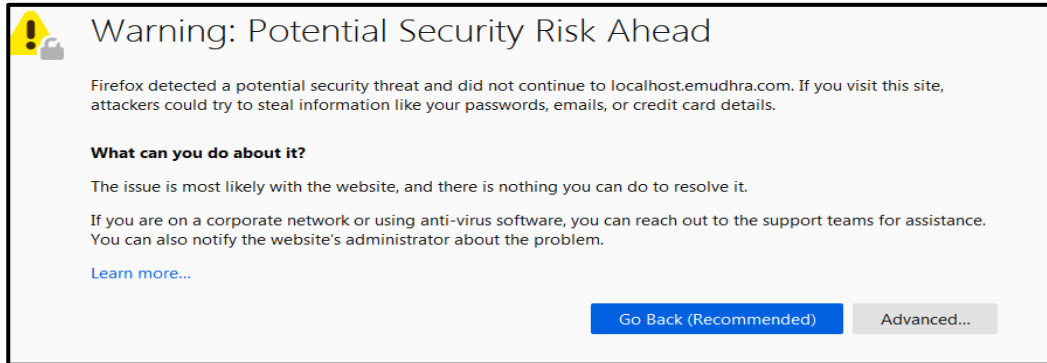 Warning: Potential Security Risk Ahead
Firefox detected a potential security threat and did not continue to localhost.emudhra.com. If you visit this site,
attackers could try to steal information like your passwords, emails, or credit card details.
What can you do about it?
The issue is most likely with the website, and there is nothing you can do to resolve it.
If you are on a corporate network or using anti-virus software, you can reach out to the support teams for assistance.
You can also notify the website’s administrator about the problem.
Learn more...
Go Back (Recommended)
Advanced...